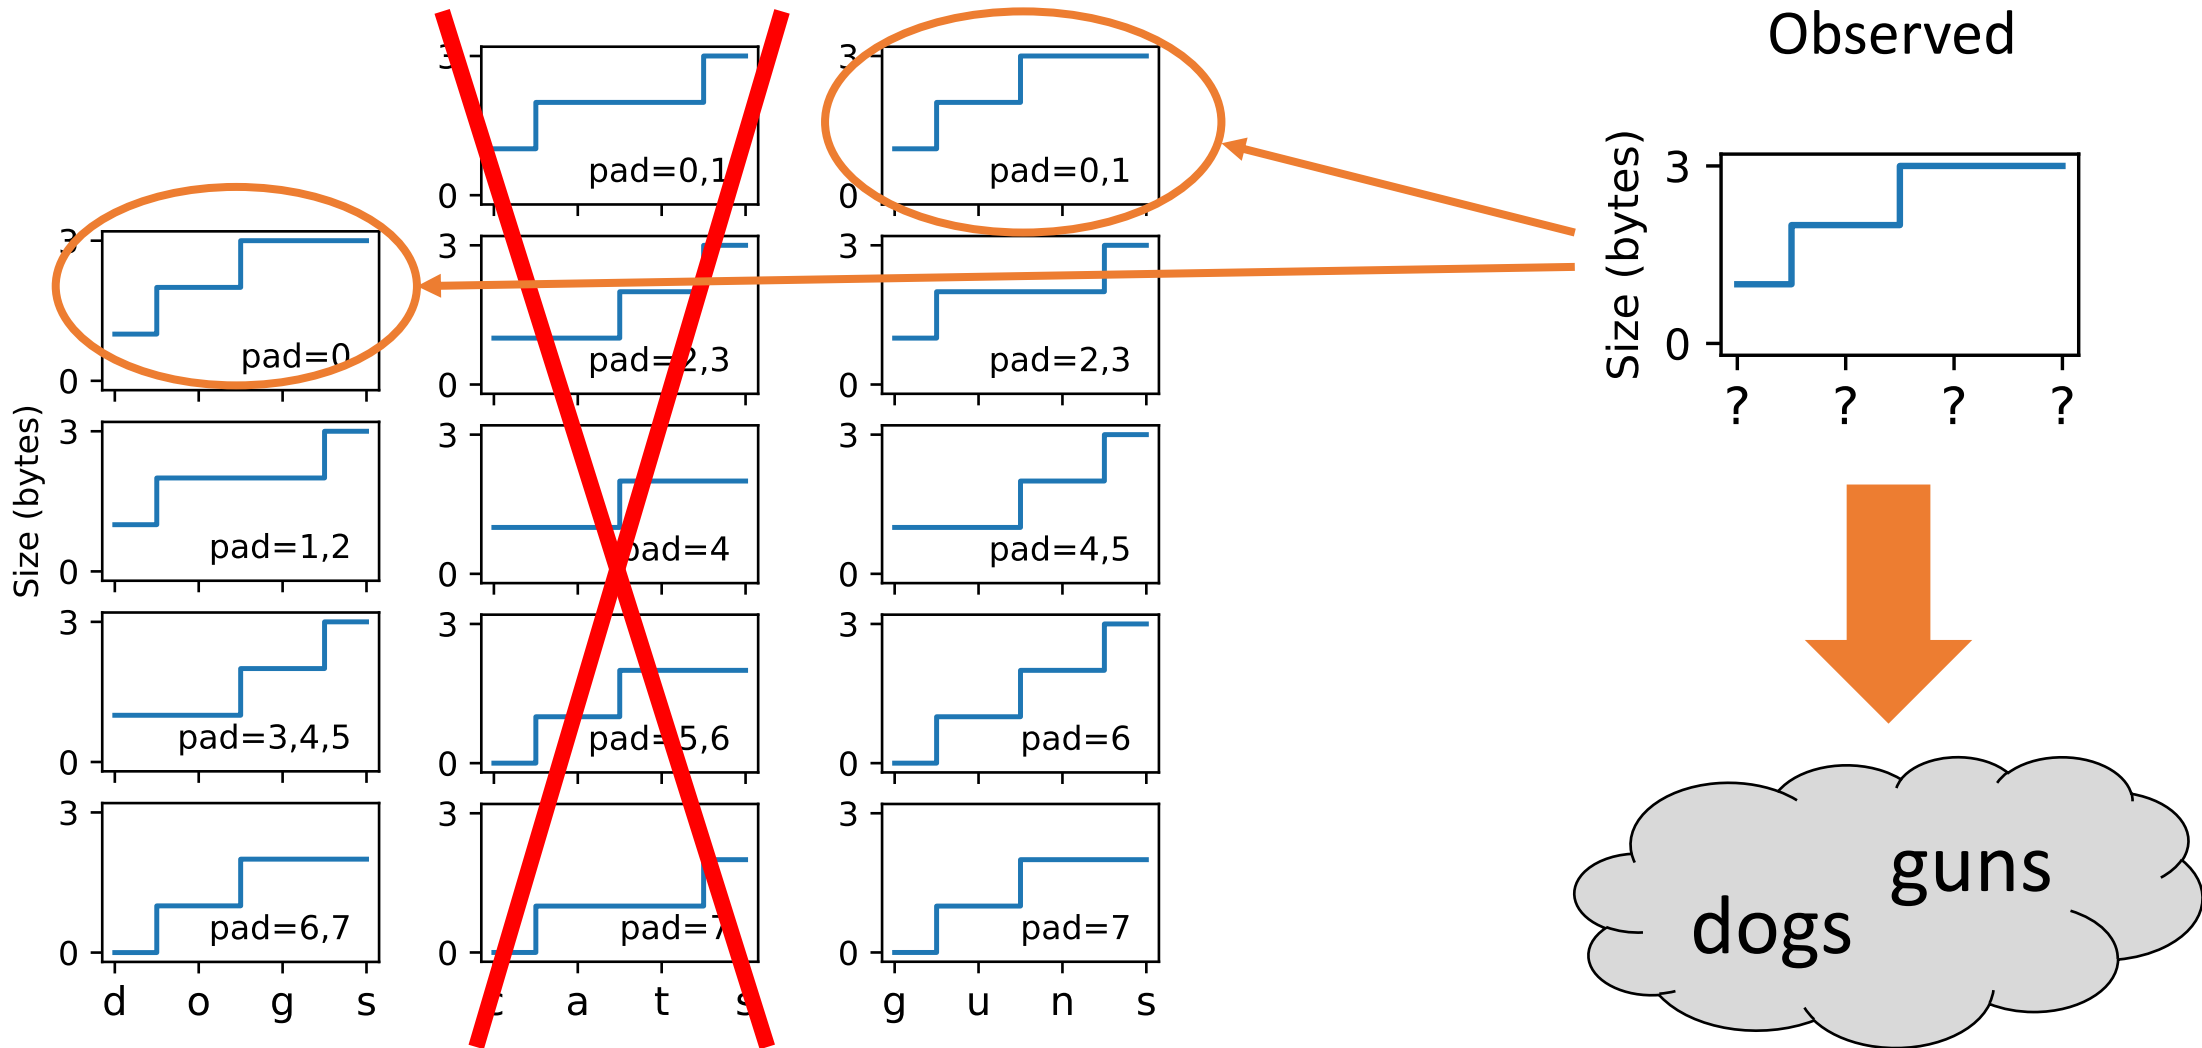 Observed
3
0
pad=0,1
3
0
pad=0,1
Size (bytes)
3
0
? ? ? ?
Size (bytes)
3
0
pad=0
3
0
pad=1,2
3
0
pad=3,4,5
3
0
pad=6,7
d o g s
3
0
pad=2,3
3
0
pad=4
3
0
pad=5,6
3
0
pad=7
c a t s
3
0
pad=2,3
3
0
pad=4,5
3
0
pad=6
3
0
pad=7
g u n s
guns
dogs